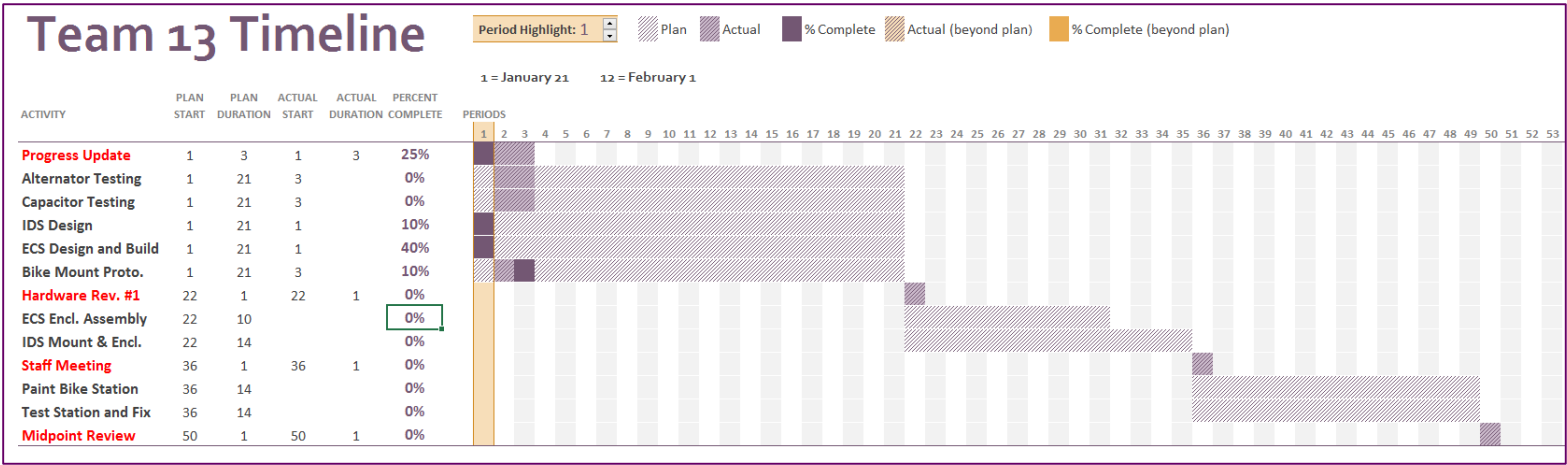 Team 13 Timeline
Period Highlight: 1 Plan Actual % Complete Actual (beyond plan) % Complete (beyond plan)
1 = January 21 12 = February 1
PLAN PLAN ACTUAL ACTUAL PERCENT
ACTIVITY START DURATION START DURATION COMPLETE PERIODS
1 2 3 4 5 6 7 8 9 10 11 12 13 14 15 16 17 18 19 20 21 22 23 24 25 26 27 28 29 30 31 32 33 34 35 36 37 38 39 40 41 42 43 44 45 46 47 48 49 50 51 52 53
Progress Update 1 3 1 3 25%
Alternator Testing 1 21 3 0%
Capacitor Testing 1 21 3 0%
IDS Design 1 21 1 10%
ECS Design and Build 1 21 1 40%
Bike Mount Proto. 1 21 3 10%
Hardware Rev. #1 22 1 22 1 0%
ECS Encl. Assembly 22 10 0%
IDS Mount & Encl. 22 14 0%
Staff Meeting 36 1 36 1 0%
Paint Bike Station 36 14 0%
Test Station and Fix 36 14 0%
Midpoint Review 50 1 50 1 0%